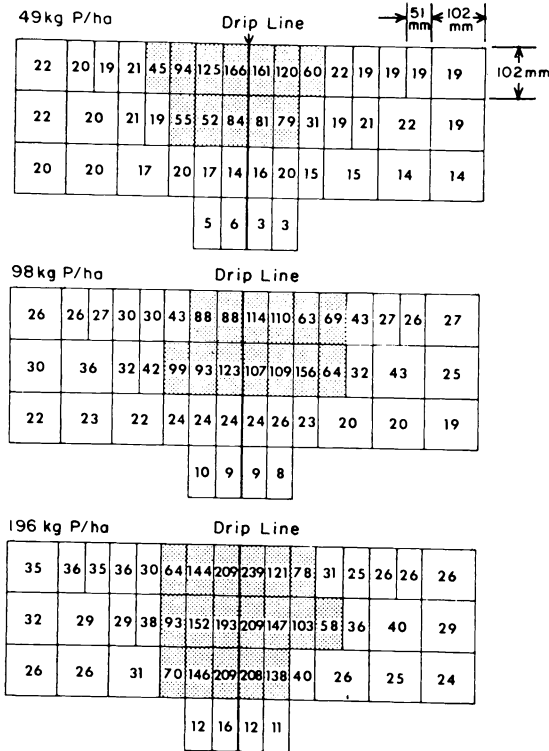 49kg P/ha Drip Line 51 mm 102 mm
22 20 19 21 45 94 125 166 161 120 60 22 19 19 19 19 102mm
22 20 21 19 55 52 84 81 79 31 19 21 22 19
20 20 17 20 17 14 16 20 15 15 14 14
5 6 3 3
98kg P/ha Drip Line
26 26 27 30 30 43 88 88 114 110 63 69 43 27 26 27
30 36 32 42 99 93 123 107 109 156 64 32 43 25
22 23 22 24 24 24 24 26 23 20 20 19
10 9 9 8
196 kg P/ha Drip Line
35 36 35 36 30 64 144 209 239 121 78 31 25 26 26 26
32 29 29 38 93 152 193 209 147 103 58 36 40 29
26 26 31 70 146 209 208 138 40 26 25 24
12 16 12 11